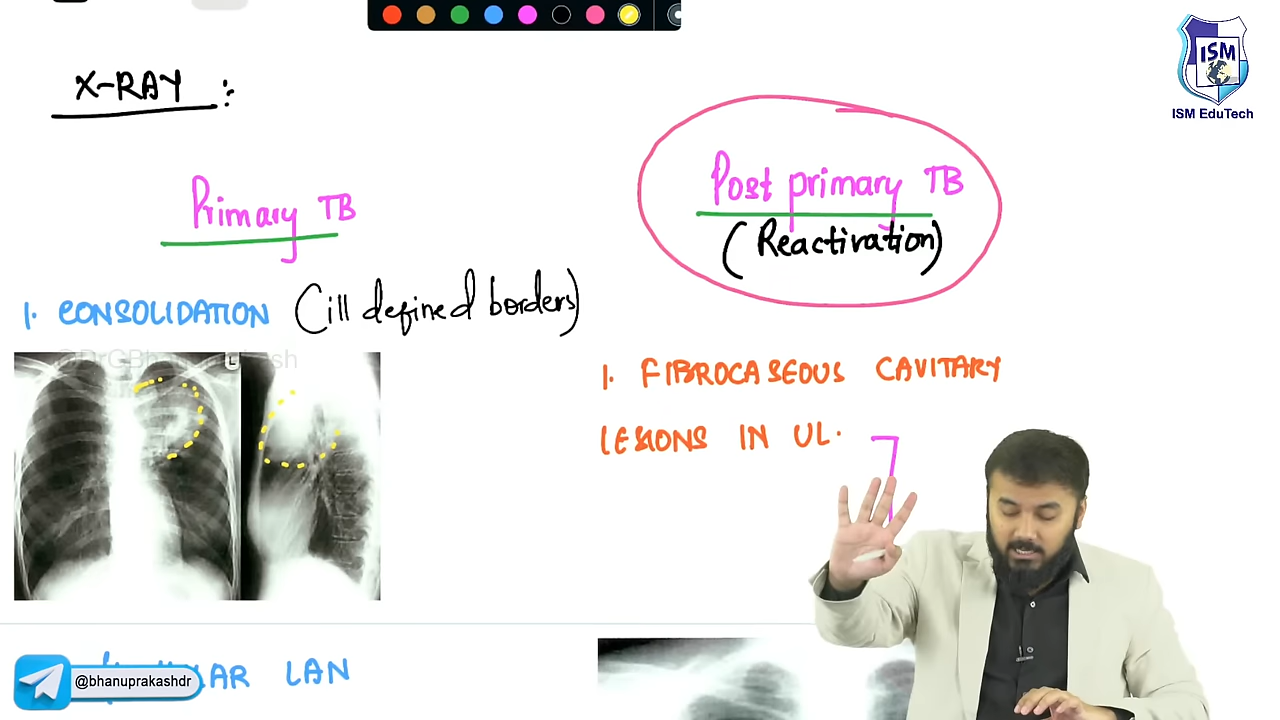 X-RAY :
ISM
ISM EduTech
Primary TB
Post primary TB
(Reactivation)
1. CONSOLIDATION (ill defined borders)
@DrGBhanuprakash
L
1. FIBROCASEOUS CAVITARY
LESIONS IN UL.
@bhanuprakashdr
LAN